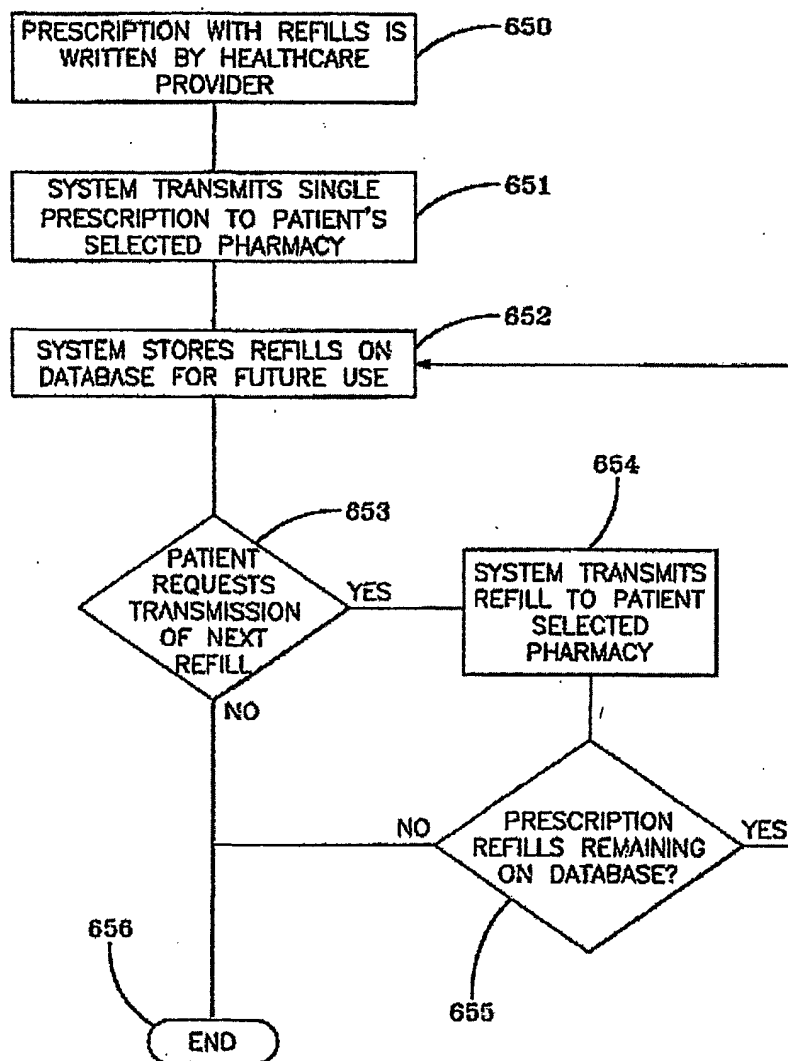 PRESCRIPTION WITH REFILLS IS
WRITTEN BY HEALTHCARE
PROVIDER
650
SYSTEM TRANSMITS SINGLE
PRESCRIPTION TO PATIENT'S
SELECTED PHARMACY
651
SYSTEM STORES REFILLS ON
DATABASE FOR FUTURE USE
652
PATIENT
REQUESTS
TRANSMISSION
OF NEXT
REFILL
653
YES
NO
654
SYSTEM TRANSMITS
REFILL TO PATIENT
SELECTED
PHARMACY
PRESCRIPTION
REFILLS REMAINING
ON DATABASE?
NO
YES
655
656
END